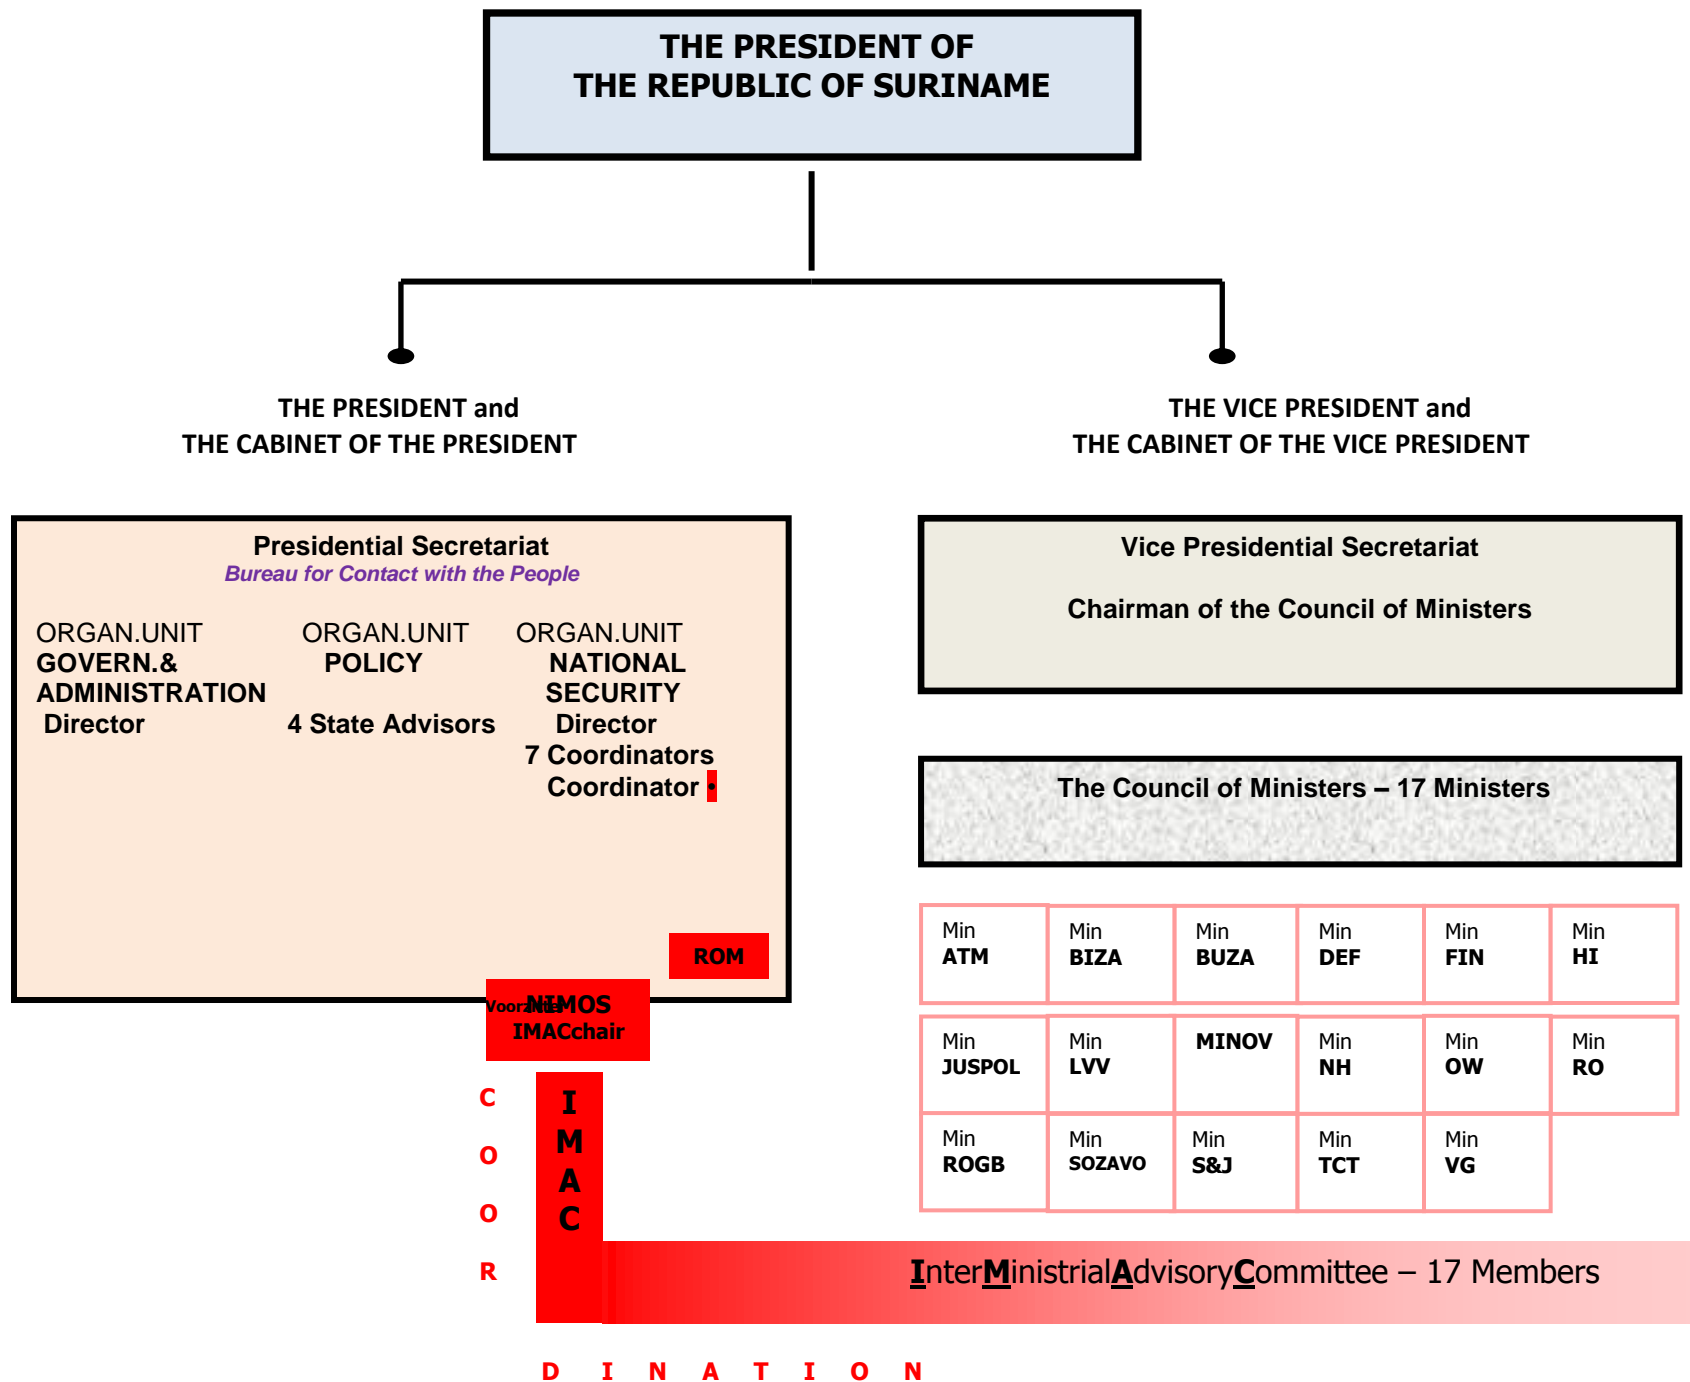 THE PRESIDENT OF
THE REPUBLIC OF SURINAME
THE PRESIDENT and
THE CABINET OF THE PRESIDENT
THE VICE PRESIDENT and
THE CABINET OF THE VICE PRESIDENT
Presidential Secretariat
Bureau for Contact with the People
ORGAN.UNIT ORGAN.UNIT ORGAN.UNIT
GOVERN.& POLICY NATIONAL
ADMINISTRATION SECURITY
Director 4 State Advisors Director
7 Coordinators
Coordinator •
ROM
NIMOS
IMACchair
Vice Presidential Secretariat
Chairman of the Council of Ministers
The Council of Ministers – 17 Ministers
Min Min Min Min Min Min
ATM BIZA BUZA DEF FIN HI
Min Min MINOV Min Min Min
JUSPOL LVV NH OW RO
Min Min Min Min Min
ROGB SOZAVO S&J TCT VG
I
M
A
C
InterMinistrialAdvisoryCommittee – 17 Members
C
O
O
R
D I N A T I O N